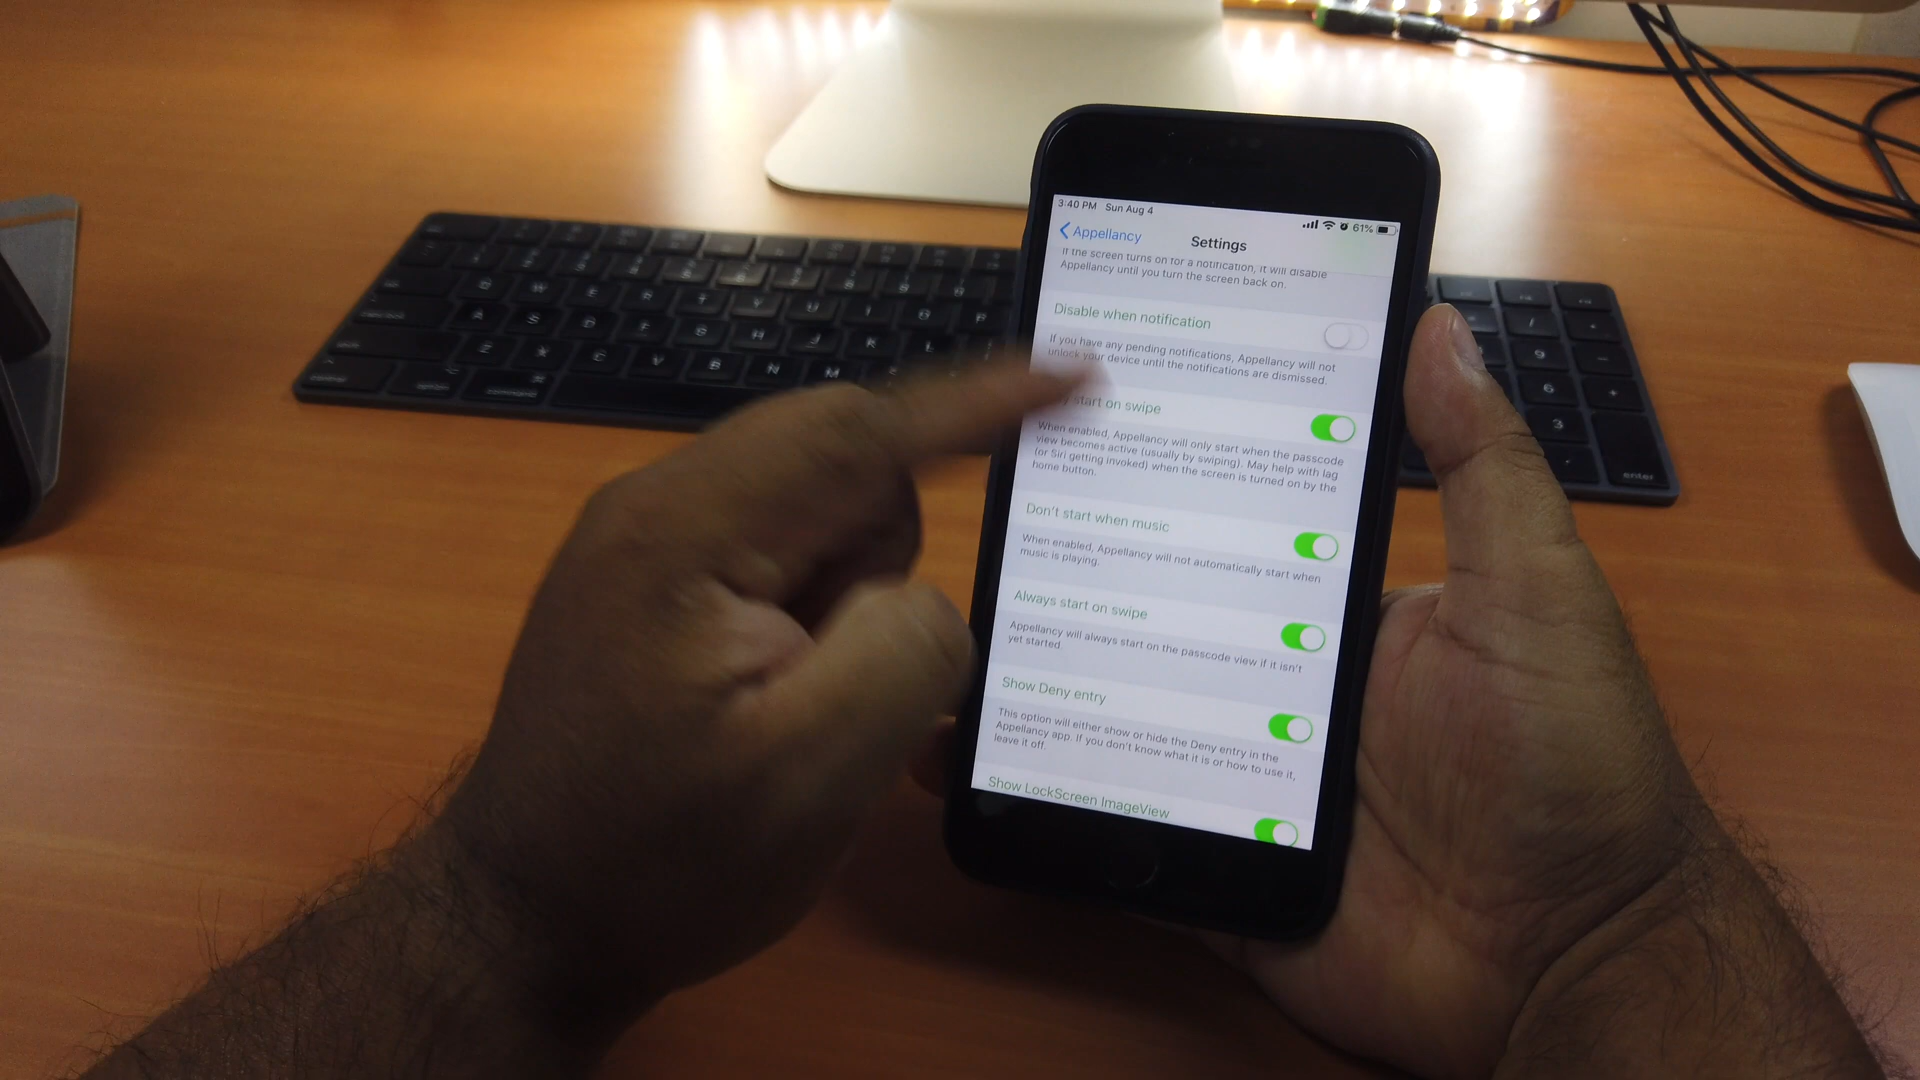 3:40 PM Sun Aug 4
61%
Appellancy
Settings
If the screen turns on for a notification, it will disable
Appellancy until you turn the screen back on.
Disable when notification
If you have any pending notifications, Appellancy will not
unlock your device until the notifications are dismissed.
start on swipe
When enabled, Appellancy will only start when the passcode
view becomes active (usually by swiping). May help with lag
(or Siri getting invoked) when the screen is turned on by the
home button.
Don't start when music
When enabled, Appellancy will not automatically start when
music is playing.
Always start on swipe
Appellancy will always start on the passcode view if it isn't
yet started
Show Deny entry
This option will either show or hide the Deny entry in the
Appellancy app. If you don't know what it is or how to use it,
leave it off.
Show LockScreen ImageView
Q W E R T Y U I O P
A S D F G H J K L
Z X C V B N M
control option command
9
6
3
enter